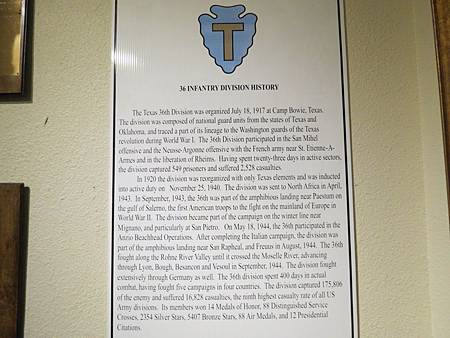 T
36 INFANTRY DIVISION HISTORY
The Texas 36th Division was organized July 18, 1917 at Camp Bowie, Texas.
The division was composed of national guard units from the states of Texas and
Oklahoma, and traced a part of its lineage to the Washington guards of the Texas
revolution during World War I. The 36th Division participated in the San Mihel
offensive and the Neusse-Argonne offensive with the French army near St. Etienne-A-
Armes and in the liberation of Rheims. Having spent twenty-three days in active sectors,
the division captured 549 prisoners and suffered 2,528 casualties.
In 1920 the division was reorganized with only Texas elements and was inducted
into active duty on November 25, 1940. The division was sent to North Africa in April,
1943. In September, 1943, the 36th was part of the amphibious landing near Paestum on
the gulf of Salerno, the first American troops to the fight on the mainland of Europe in
World War II. The division became part of the campaign on the winter line near
Mignano, and particularly at San Pietro. On May 18, 1944, the 36th participated in the
Anzio Beachhead Operations. After completing the Italian campaign, the division was
part of the amphibious landing near San Rapheal, and Freuus in August, 1944. The 36th
fought along the Rohne River Valley until it crossed the Moselle River, advancing
through Lyon, Bough, Besancon and Vesoul in September, 1944. The division fought
extensively through Germany as well. The 36th division spent 400 days in actual
combat, having fought five campaigns in four countries. The division captured 175,806
of the enemy and suffered 16,828 casualties, the ninth highest casualty rate of all US
Army divisions. Its members won 14 Medals of Honor, 88 Distinguished Service
Crosses, 2354 Silver Stars, 5407 Bronze Stars, 88 Air Medals, and 12 Presidential
Citations.